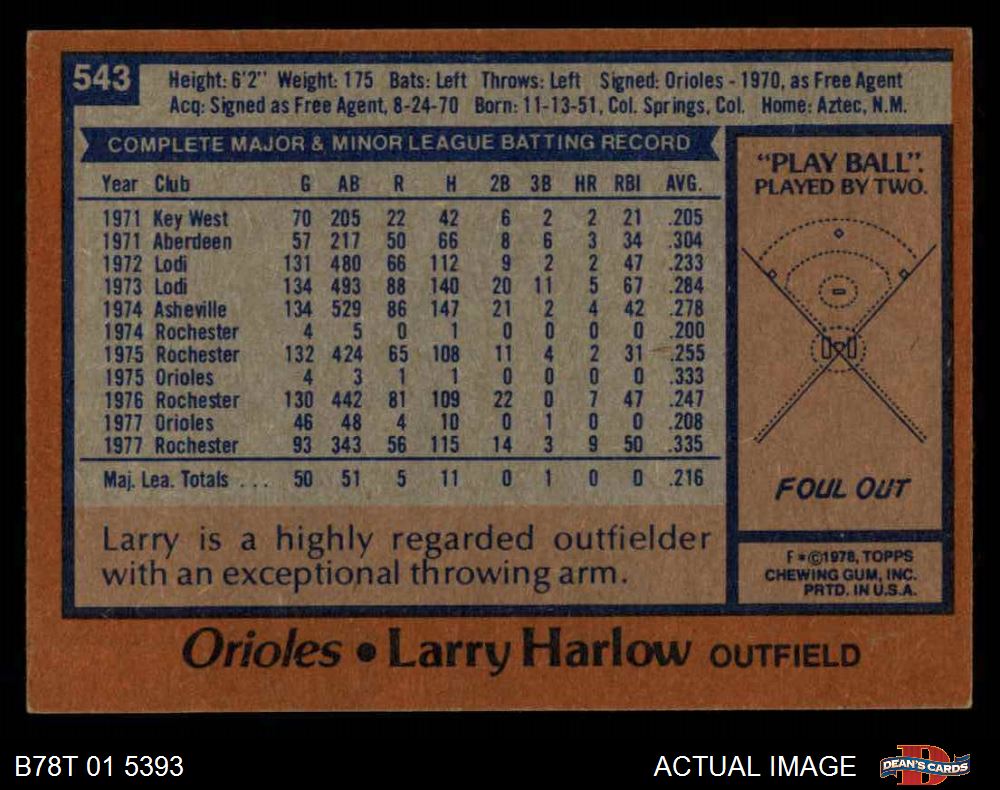 543
Height: 6'2" Weight: 175 Bats: Left Throws: Left Signed: Orioles - 1970, as Free Agent
Acq: Signed as Free Agent, 8-24-70 Born: 11-13-51, Col. Springs, Col. Home: Aztec, N.M.
COMPLETE MAJOR & MINOR LEAGUE BATTING RECORD
Year Club G AB R H 2B 3B HR RBI AVG.
1971 Key West 70 205 22 42 6 2 2 21 .205
1971 Aberdeen 57 217 50 66 8 6 3 34 .304
1972 Lodi 131 480 66 112 9 2 2 47 .233
1973 Lodi 134 493 88 140 20 11 5 67 .284
1974 Asheville 134 529 86 147 21 2 4 42 .278
1974 Rochester 4 5 0 1 0 0 0 0 .200
1975 Rochester 132 424 65 108 11 4 2 31 .255
1975 Orioles 4 3 1 1 0 0 0 0 .333
1976 Rochester 130 442 81 109 22 0 7 47 .247
1977 Orioles 46 48 4 10 0 1 0 0 .208
1977 Rochester 93 343 56 115 14 3 9 50 .335
Maj. Lea. Totals ... 50 51 5 11 0 1 0 0 .216
Larry is a highly regarded outfielder
with an exceptional throwing arm.
"PLAY BALL".
PLAYED BY TWO.
FOUL OUT
F*©1978, TOPPS
CHEWING GUM, INC.
PRTD. IN U.S.A.
Orioles • Larry Harlow OUTFIELD
B78T 01 5393
ACTUAL IMAGE
DEAN'S CARDS